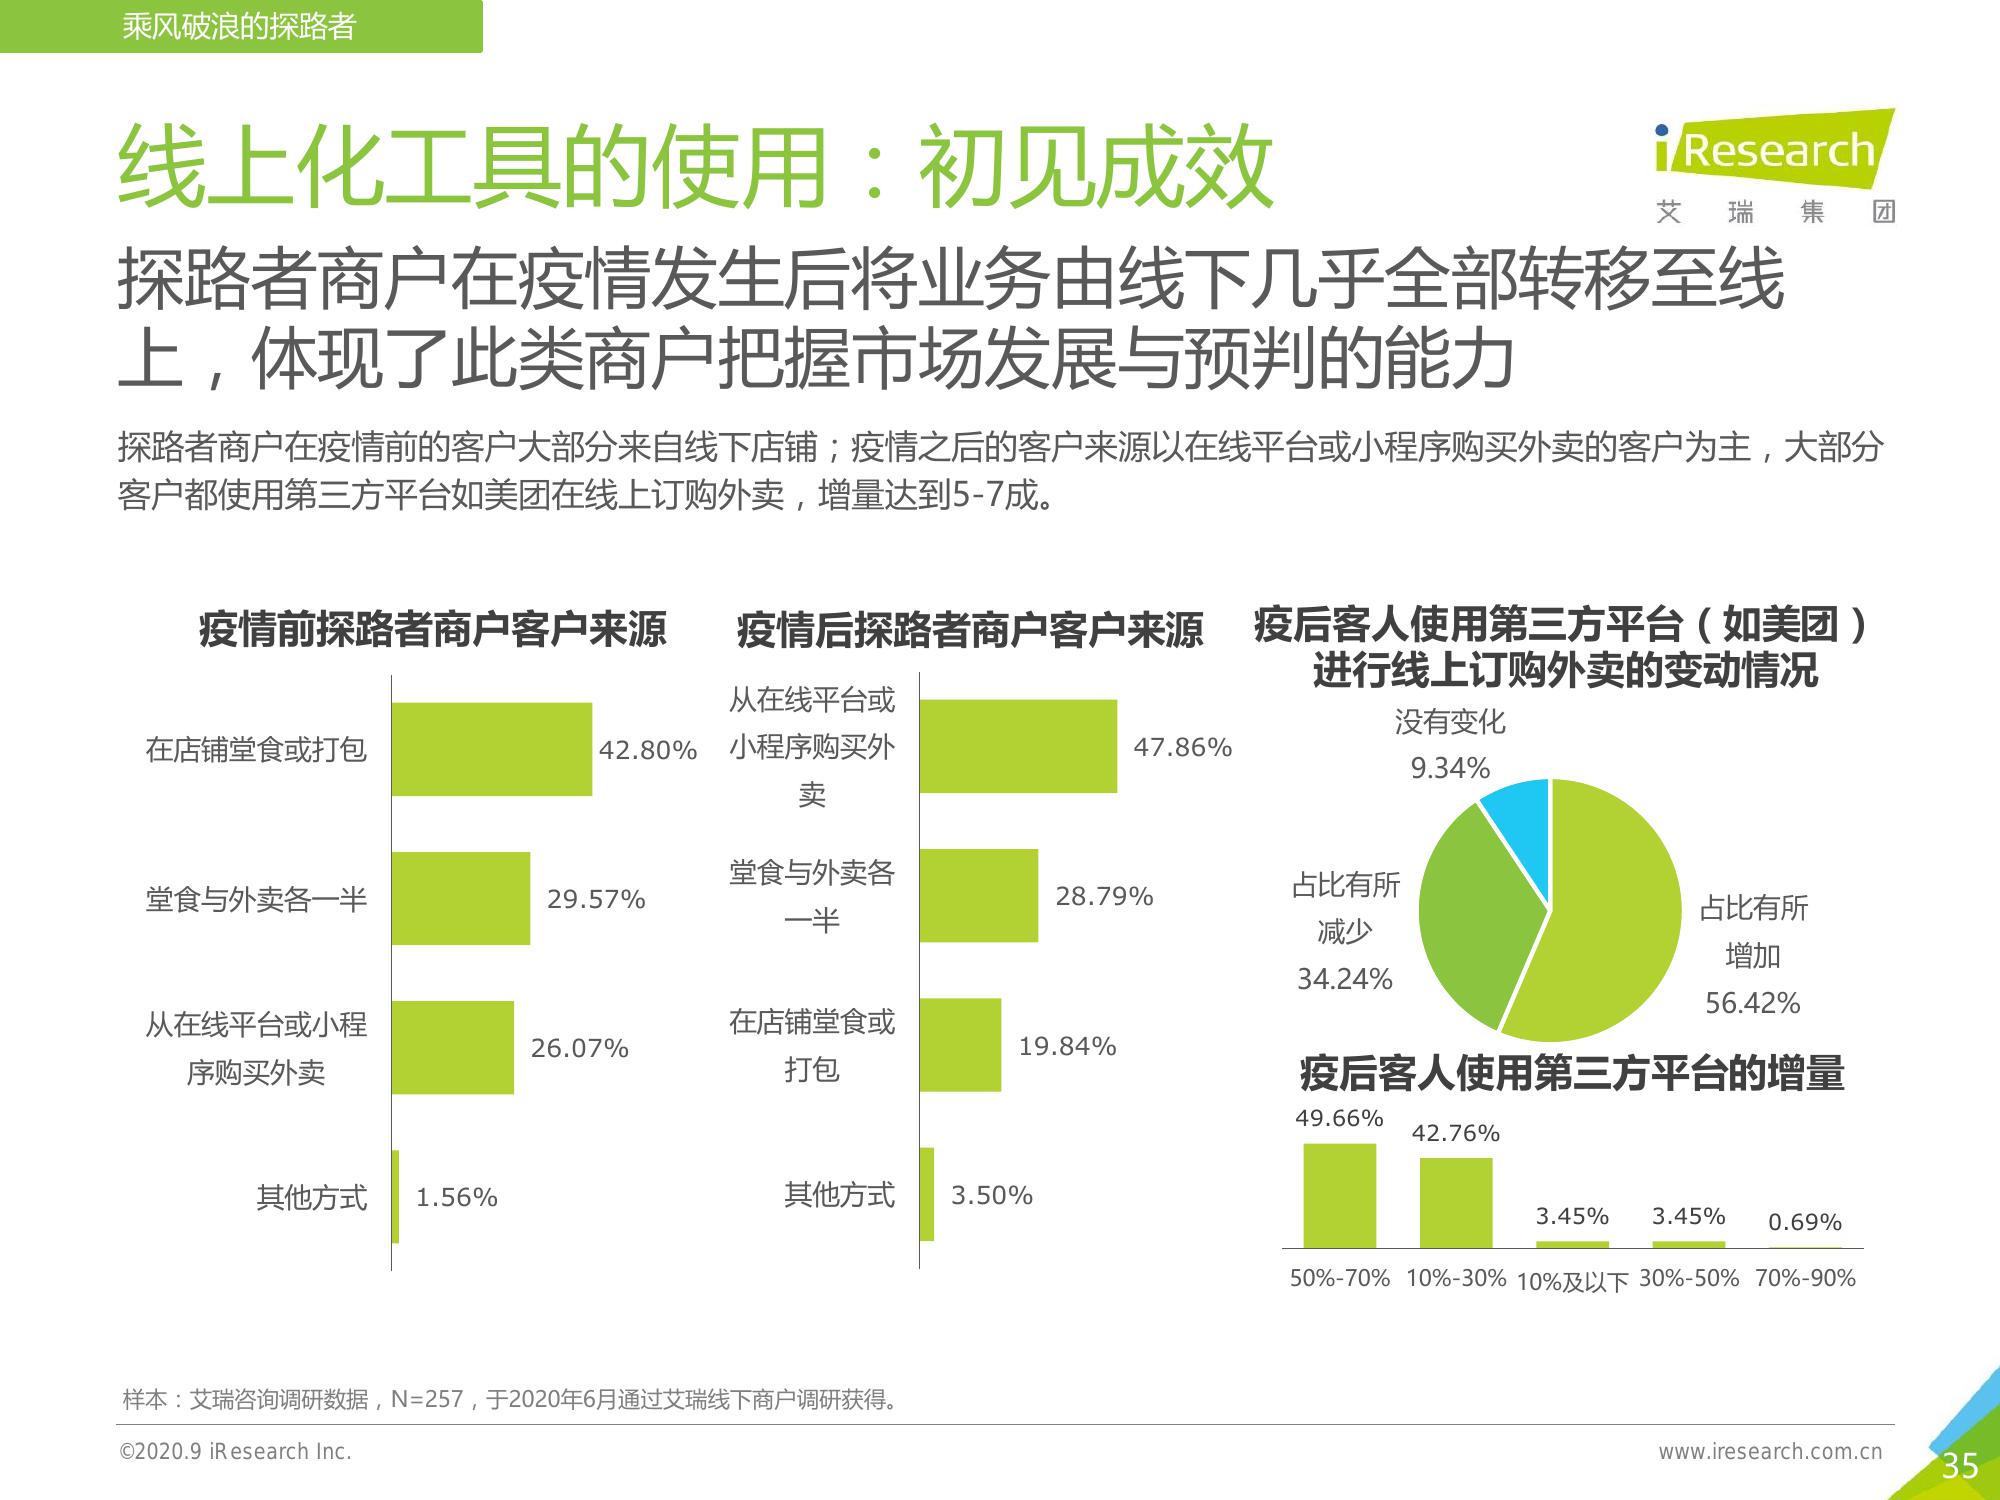 乘风破浪的探路者
线上化工具的使用：初见成效
iResearch
艾瑞集团
探路者商户在疫情发生后将业务由线下几乎全部转移至线
上，体现了此类商户把握市场发展与预判的能力
探路者商户在疫情前的客户大部分来自线下店铺；疫情之后的客户来源以在线平台或小程序购买外卖的客户为主，大部分
客户都使用第三方平台如美团在线上订购外卖，增量达到5-7成。
疫情前探路者商户客户来源
在店铺堂食或打包
42.80%
堂食与外卖各一半
29.57%
从在线平台或小程
序购买外卖
26.07%
其他方式
1.56%
疫情后探路者商户客户来源
从在线平台或
小程序购买外
卖
47.86%
堂食与外卖各
一半
28.79%
在店铺堂食或
打包
19.84%
其他方式
3.50%
疫后客人使用第三方平台（如美团）
进行线上订购外卖的变动情况
没有变化
9.34%
占比有所
减少
34.24%
占比有所
增加
56.42%
疫后客人使用第三方平台的增量
49.66%
42.76%
3.45%
3.45%
0.69%
50%-70%
10%-30%
10%及以下
30%-50%
70%-90%
样本：艾瑞咨询调研数据，N=257，于2020年6月通过艾瑞线下商户调研获得。
©2020.9 iResearch Inc.
www.iresearch.com.cn
35